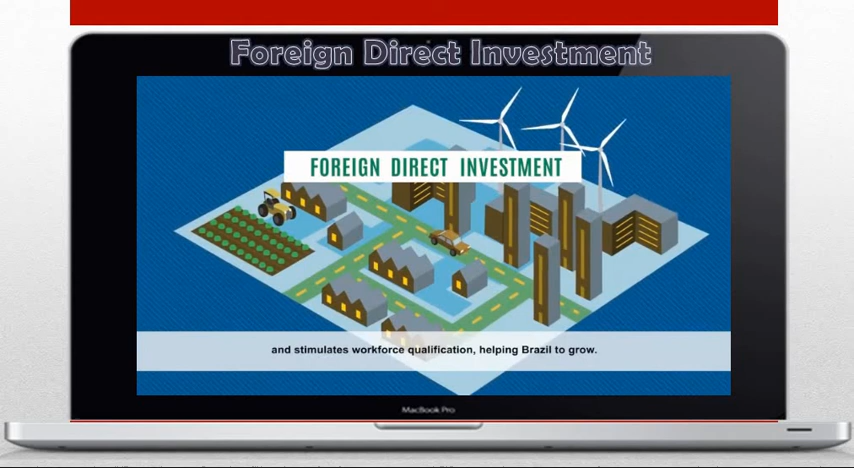 Foreign Direct Investment
FOREIGN DIRECT INVESTMENT
and stimulates workforce qualification, helping Brazil to grow.
MacBook Pro